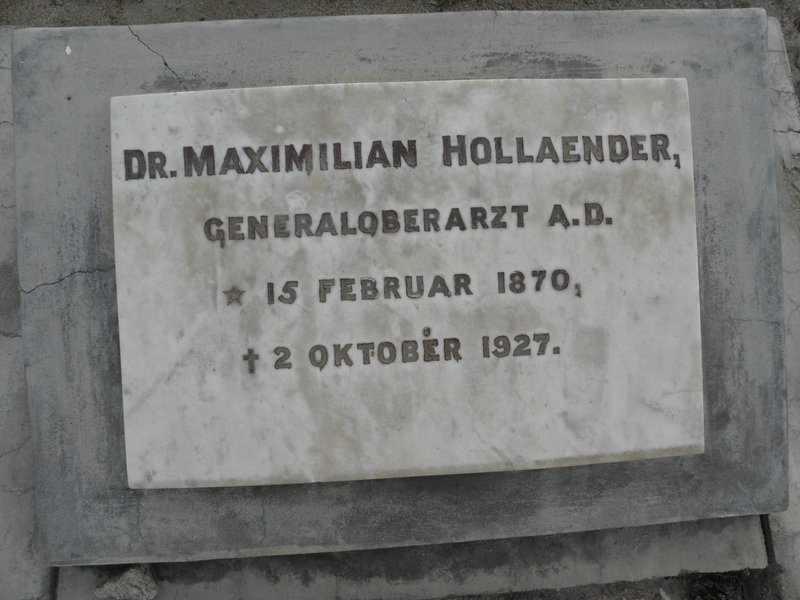 DR. MAXIMILIAN HOLLAENDER,
GENERALOBERARZT A.D.
★ 15 FEBRUAR 1870,
✝ 2 OKTOBER 1927.